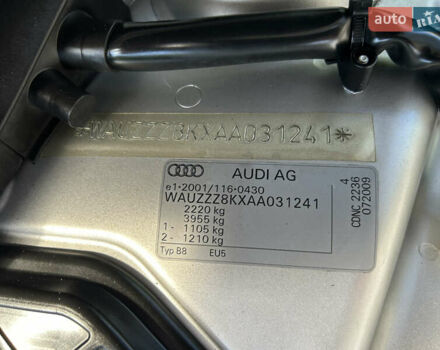 auto RIA
*WAUZZZ8KXAA031241*
AUDI AG
e1*2001/116*0430
WAUZZZ8KXAA031241
2220 kg
3955 kg
1 - 1105 kg
2 - 1210 kg
Typ 88 EU5
4
CDNC 2236
072009